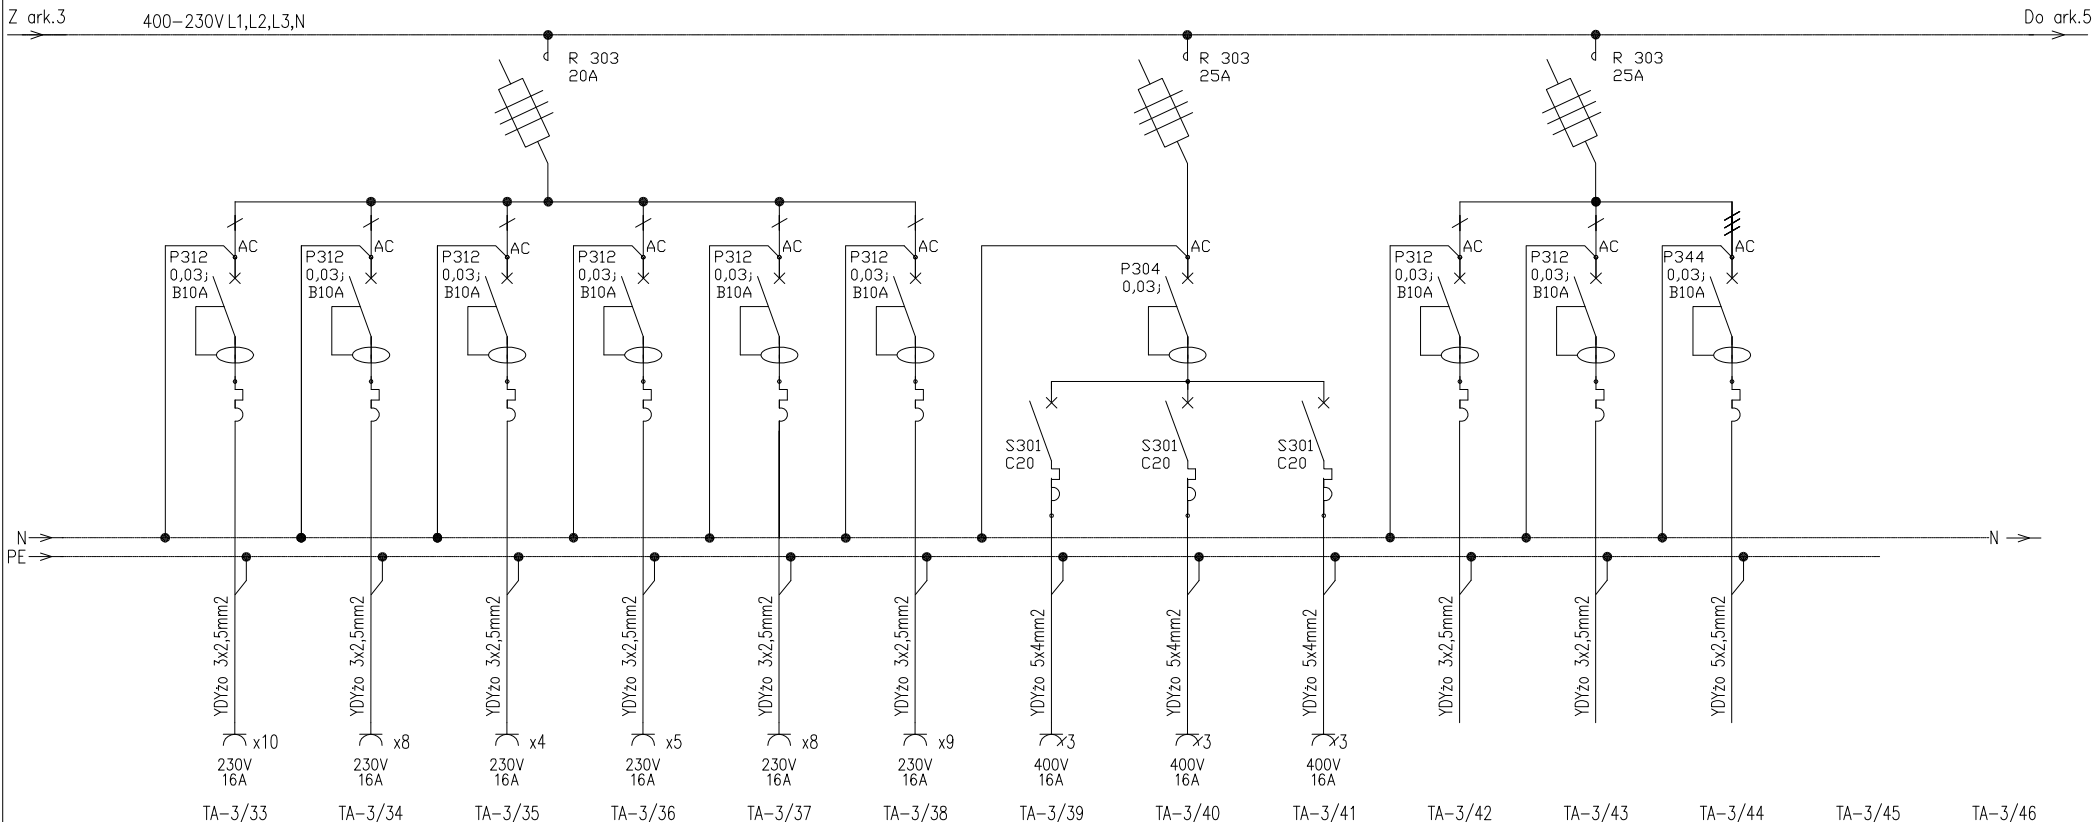 Z ark.3
400-230V L1,L2,L3,N
Do ark.5
R 303
20A
R 303
25A
R 303
25A
AC
AC
AC
AC
AC
AC
AC
AC
AC
AC
P312
0,03;
B10A
P312
0,03;
B10A
P312
0,03;
B10A
P312
0,03;
B10A
P312
0,03;
B10A
P312
0,03;
B10A
P304
0,03;
P312
0,03;
B10A
P312
0,03;
B10A
P344
0,03;
B10A
S301
C20
S301
C20
S301
C20
N
N
PE
YDYżo 3x2,5mm2
YDYżo 3x2,5mm2
YDYżo 3x2,5mm2
YDYżo 3x2,5mm2
YDYżo 3x2,5mm2
YDYżo 3x2,5mm2
YDYżo 5x4mm2
YDYżo 5x4mm2
YDYżo 5x4mm2
YDYżo 3x2,5mm2
YDYżo 3x2,5mm2
YDYżo 5x2,5mm2
x10
x8
x4
x5
x8
x9
3
3
3
230V
16A
230V
16A
230V
16A
230V
16A
230V
16A
230V
16A
400V
16A
400V
16A
400V
16A
TA-3/33
TA-3/34
TA-3/35
TA-3/36
TA-3/37
TA-3/38
TA-3/39
TA-3/40
TA-3/41
TA-3/42
TA-3/43
TA-3/44
TA-3/45
TA-3/46